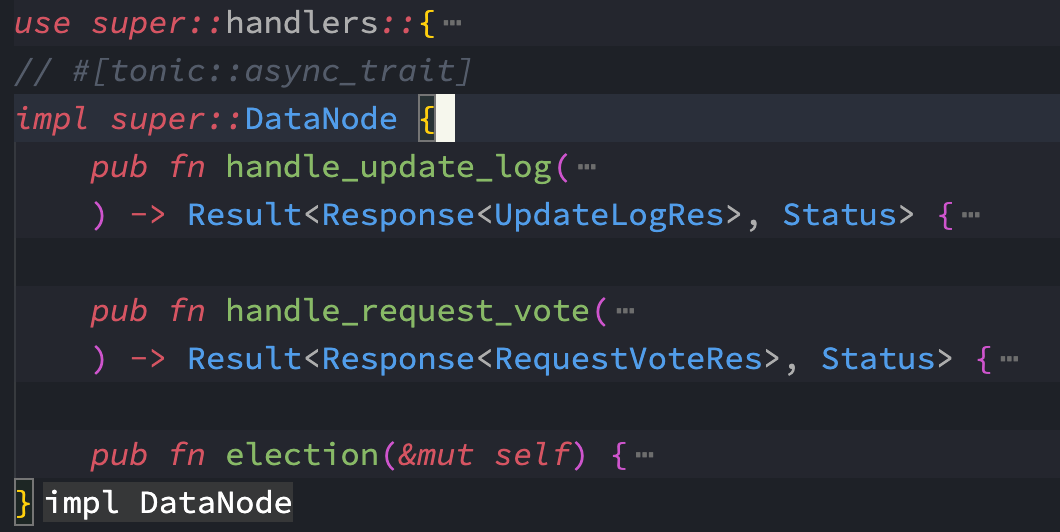 use super::handlers::{⋯
// #[tonic::async_trait]
impl super::DataNode {
pub fn handle_update_log(⋯
) -> Result<Response<UpdateLogRes>, Status> {⋯
pub fn handle_request_vote(⋯
) -> Result<Response<RequestVoteRes>, Status> {⋯
pub fn election(&mut self) {⋯
} impl DataNode